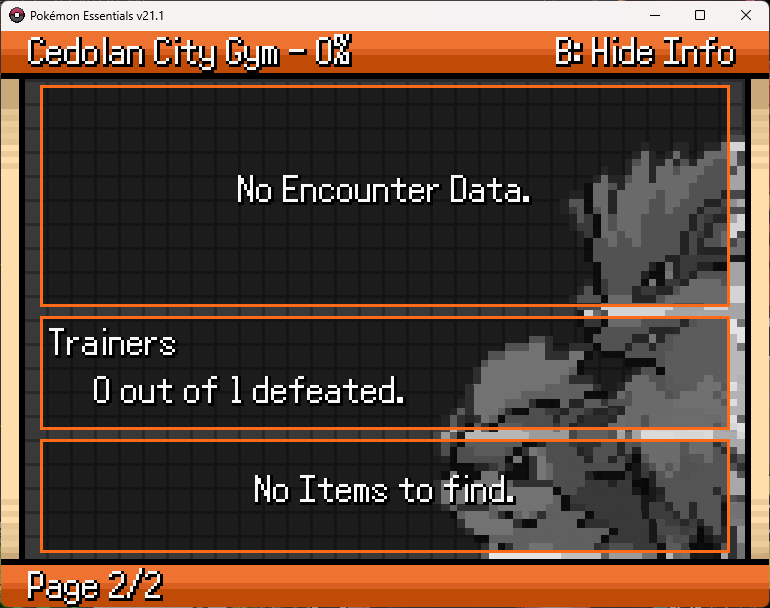 Pokémon Essentials v21.1
Cedolan City Gym - 0%
B: Hide Info
No Encounter Data.
Trainers
0 out of 1 defeated.
No Items to find.
Page 2/2